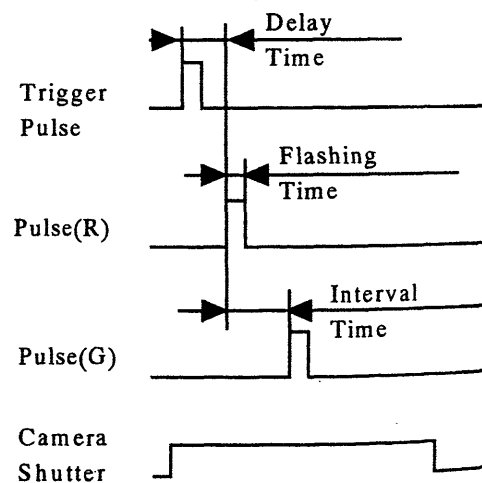 Delay
Time
Trigger
Pulse
Flashing
Time
Pulse(R)
Interval
Time
Pulse(G)
Camera
Shutter